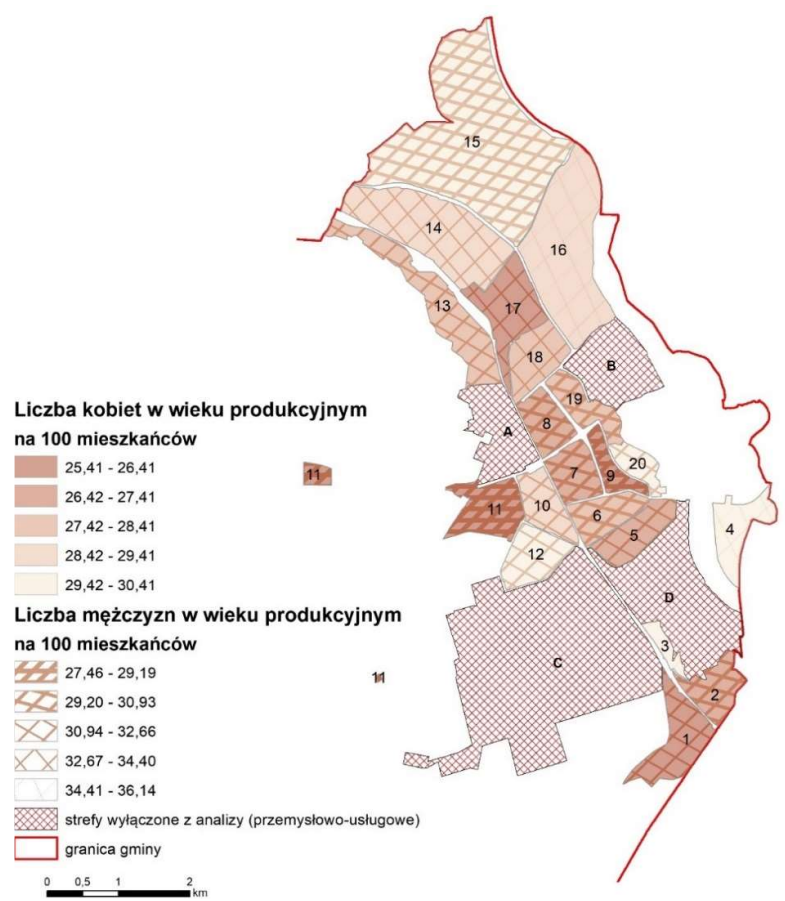 15
14
16
13
17
18
B
19
A
8
20
7
9
11
11
10
6
4
5
12
D
3
C
11
2
1
Liczba kobiet w wieku produkcyjnym
na 100 mieszkańców
25,41 - 26,41
26,42 - 27,41
27,42 - 28,41
28,42 - 29,41
29,42 - 30,41
Liczba mężczyzn w wieku produkcyjnym
na 100 mieszkańców
27,46 - 29,19
29,20 - 30,93
30,94 - 32,66
32,67 - 34,40
34,41 - 36,14
strefy wyłączone z analizy (przemysłowo-usługowe)
granica gminy
0 0,5 1 2
km